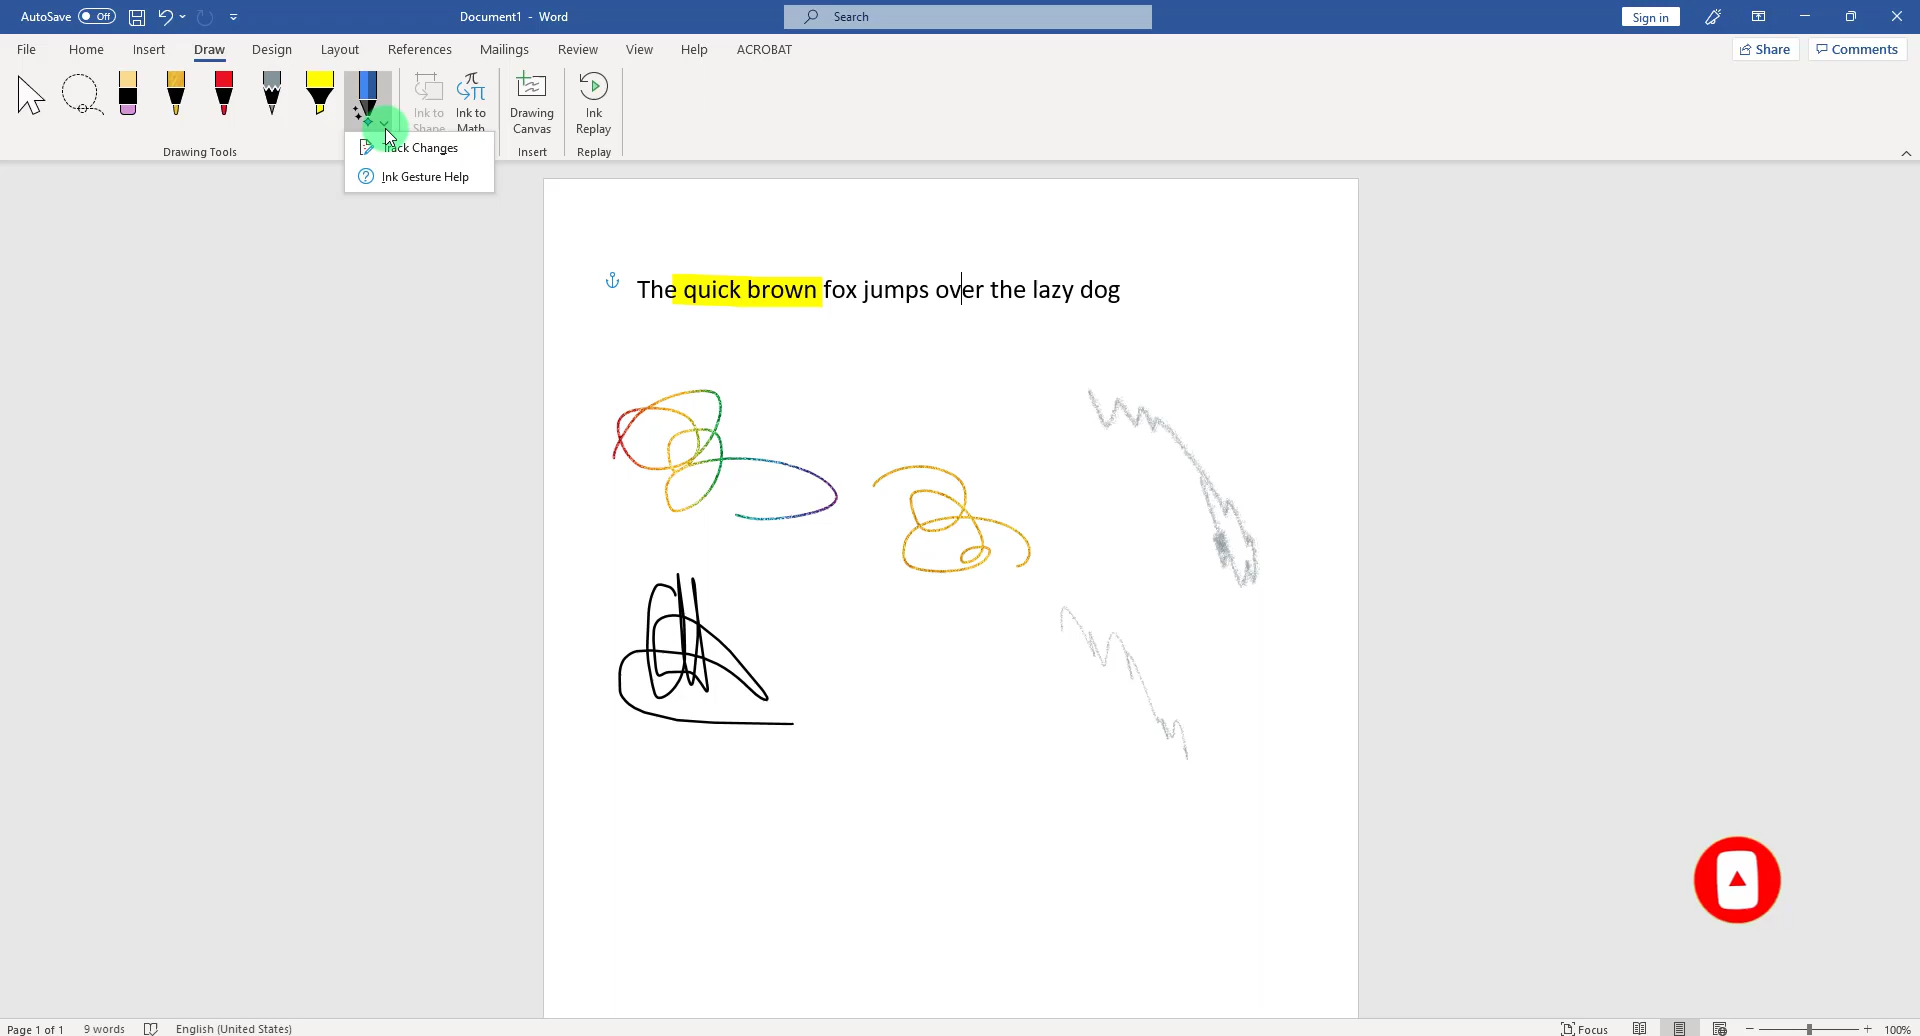 AutoSave Off Document1 - Word Search Sign in
File Home Insert Draw Design Layout References Mailings Review View Help ACROBAT Share Comments
Ink to Shape
Ink to Math
Drawing Canvas
Ink Replay
Drawing Tools Insert Replay
Track Changes
Ink Gesture Help
The quick brown fox jumps over the lazy dog
Page 1 of 1 9 words English (United States) Focus 100%